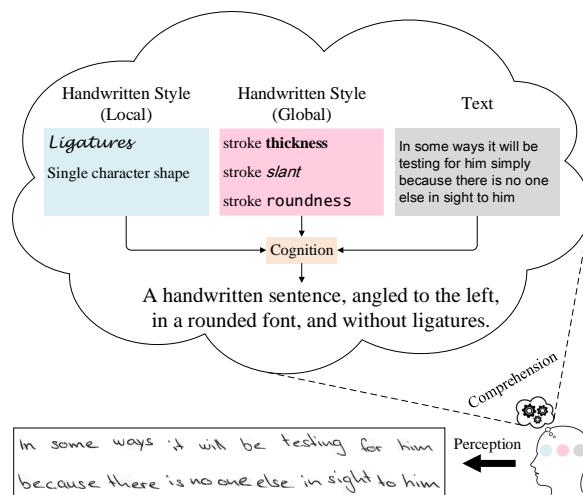 Handwritten Style
(Local)
Ligatures
Single character shape
Handwritten Style
(Global)
stroke thickness
stroke slant
stroke roundness
Text
In some ways it will be
testing for him simply
because there is no one
else in sight to him
Cognition
A handwritten sentence, angled to the left,
in a rounded font, and without ligatures.
Comprehension
Perception
In some ways it will be testing for him
because there is no one else in sight to him